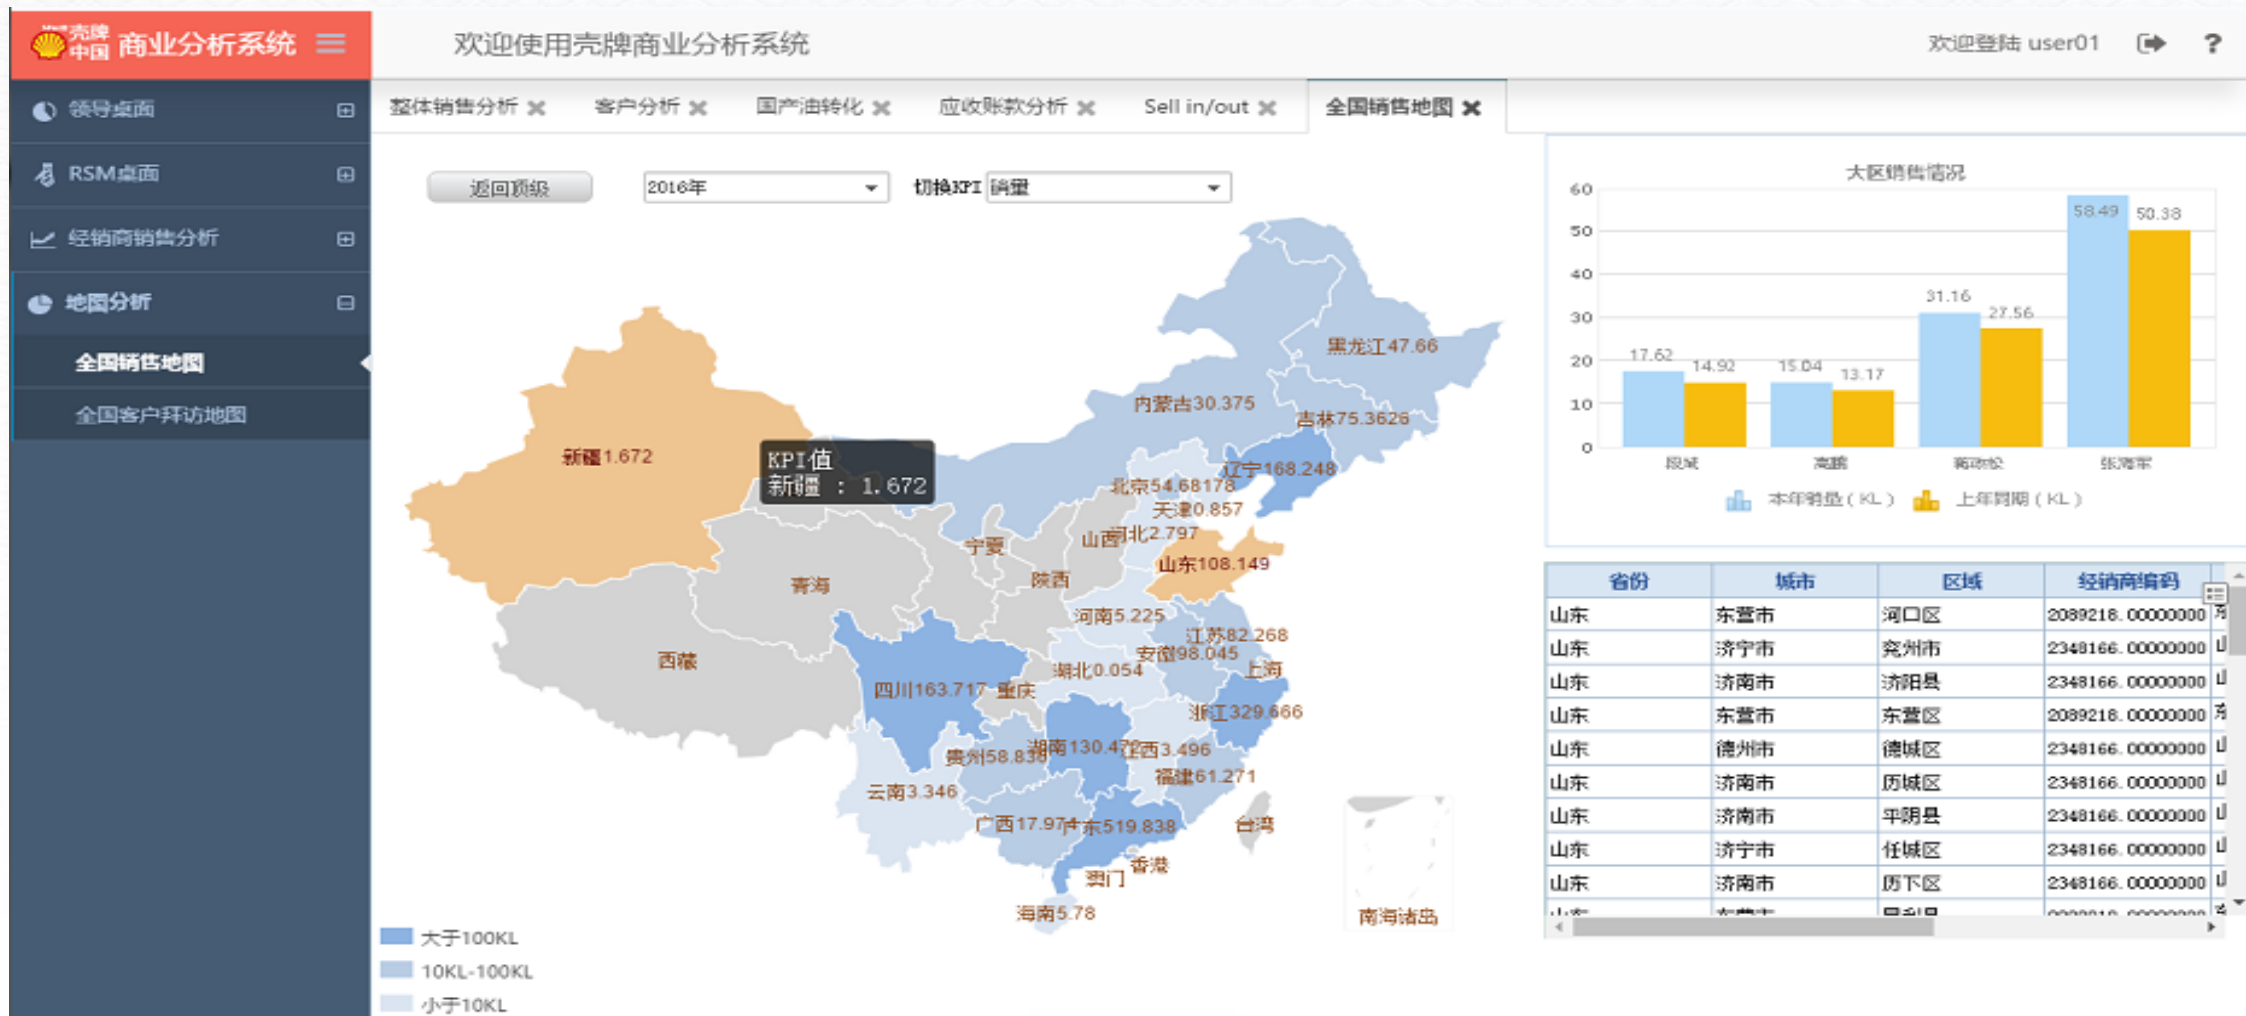 壳牌
中国 商业分析系统
欢迎使用壳牌商业分析系统
欢迎登陆 user01
?
领导桌面
RSM桌面
经销商销售分析
地图分析
全国销售地图
全国客户拜访地图
整体销售分析 客户分析 国产油转化 应收账款分析 Sell in/out 全国销售地图
返回顶级 2016年 切换KPI 销量
黑龙江47.66
内蒙古30.375
吉林75.3626
新疆1.672
KPI值
新疆 : 1.672
辽宁168.248
北京54.68178
天津0.857
河北2.797
山西
宁夏
山东108.149
陕西
青海
河南5.225
江苏82.268
安徽98.045
西藏
湖北0.054
上海
四川163.717
重庆
浙江329.666
湖南130.472
江西3.496
贵州58.836
福建61.271
云南3.346
广西17.974
广东519.838
台湾
香港
澳门
海南5.78
南海诸岛
大于100KL
10KL-100KL
小于10KL
大区销售情况
60
50
40
30
20
10
0
17.62 14.92 15.04 13.17 31.16 27.56 58.49 50.38
高鹏 张海军
本年销量(KL) 上年同期(KL)
省份 城市 区域 经销商编码
山东 东营市 河口区 2089218.00000000
山东 济宁市 兖州市 2348166.00000000
山东 济南市 济阳县 2348166.00000000
山东 东营市 东营区 2089218.00000000
山东 德州市 德城区 2348166.00000000
山东 济南市 历城区 2348166.00000000
山东 济南市 平阴县 2348166.00000000
山东 济宁市 任城区 2348166.00000000
山东 济南市 历下区 2348166.00000000